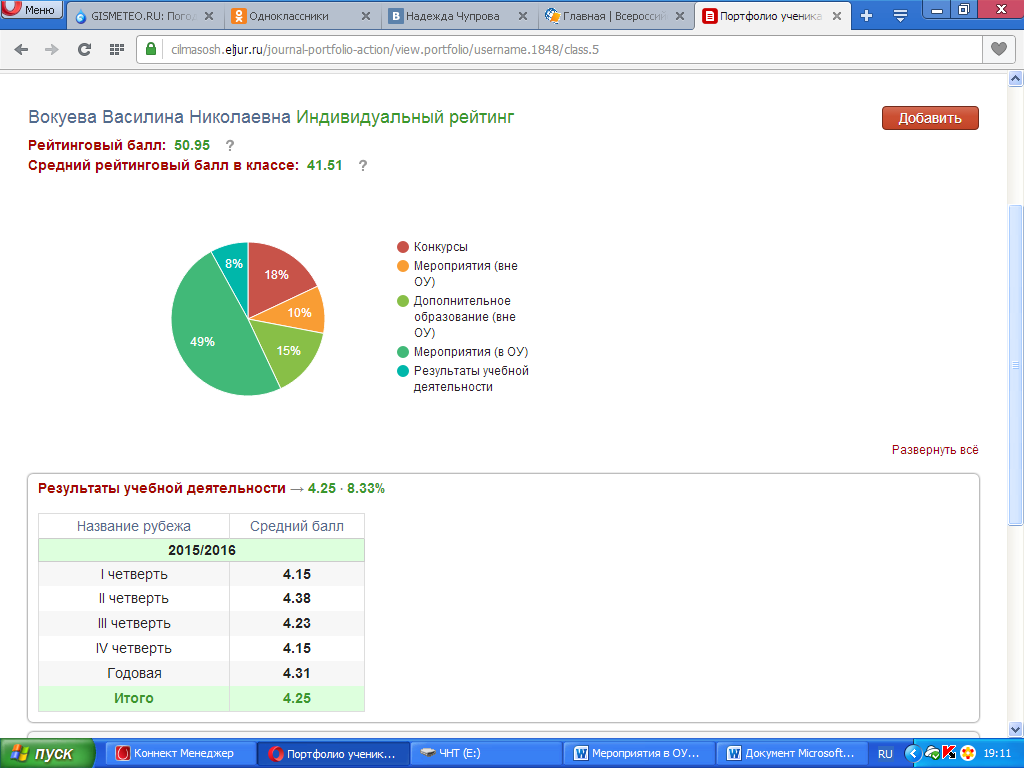 Меню
GISMETEO.RU: Пого
Одноклассники
Надежда Чупрова
Главная | Всеросси
Портфолио ученика
cilmasosh.eljur.ru/journal-portfolio-action/view.portfolio/username.1848/class.5
Вокуева Василина Николаевна Индивидуальный рейтинг
Добавить
Рейтинговый балл: 50.95 ?
Средний рейтинговый балл в классе: 41.51 ?
8%
18%
10%
15%
49%
Конкурсы
Мероприятия (вне
ОУ)
Дополнительное
образование (вне
ОУ)
Мероприятия (в ОУ)
Результаты учебной
деятельности
Развернуть всё
Результаты учебной деятельности → 4.25 · 8.33%
Название рубежа Средний балл
2015/2016
I четверть 4.15
II четверть 4.38
III четверть 4.23
IV четверть 4.15
Годовая 4.31
Итого 4.25
пуск
Коннект Менеджер
Портфолио ученик...
ЧНТ (E:)
Мероприятия в ОУ...
Документ Microsoft...
RU
19:11